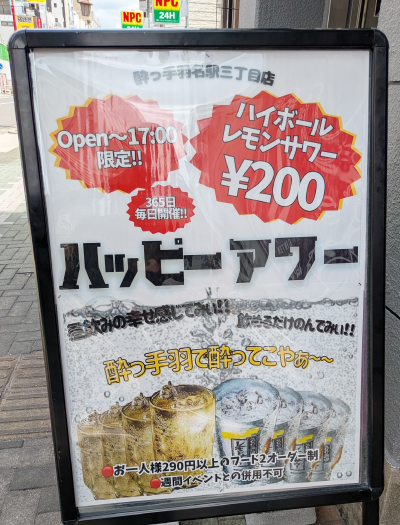 NPC
24H
NPC
24H
酔っ手羽名駅三丁目店
Open～17:00
限定!!
ハイボール
レモンサワー
¥200
365日
毎日開催!!
ハッピーアワー
昼飲みの幸せ感じてみい!! 飲めるだけのんでみい!!
酔っ手羽で酔ってこやぁ～～
●お一人様290円以上のフード2オーダー制
●週間イベントとの併用不可